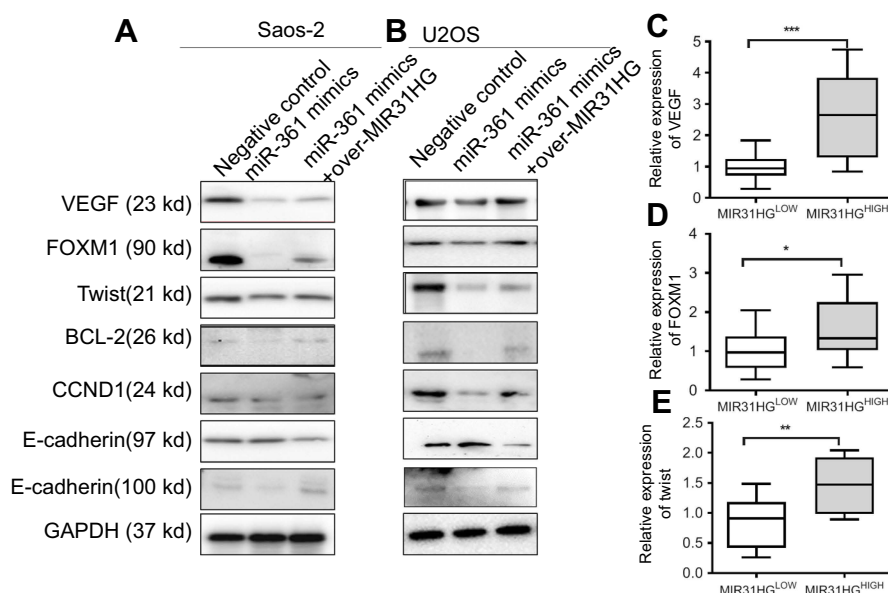 A
Saos-2
B
U2OS
Negative control
miR-361 mimics
miR-361 mimics
+over-MIR31HG
Negative control
miR-361 mimics
miR-361 mimics
+over-MIR31HG
VEGF (23 kd)
FOXM1 (90 kd)
Twist(21 kd)
BCL-2(26 kd)
CCND1(24 kd)
E-cadherin(97 kd)
E-cadherin(100 kd)
GAPDH (37 kd)
C
Relative expression
of VEGF
5
4
3
2
1
0
***
MIR31HG^LOW MIR31HG^HIGH
D
Relative expression
of FOXM1
4
3
2
1
0
*
MIR31HG^LOW MIR31HG^HIGH
E
Relative expression
of twist
2.5
2.0
1.5
1.0
0.5
0.0
**
MIR31HG^LOW MIR31HG^HIGH